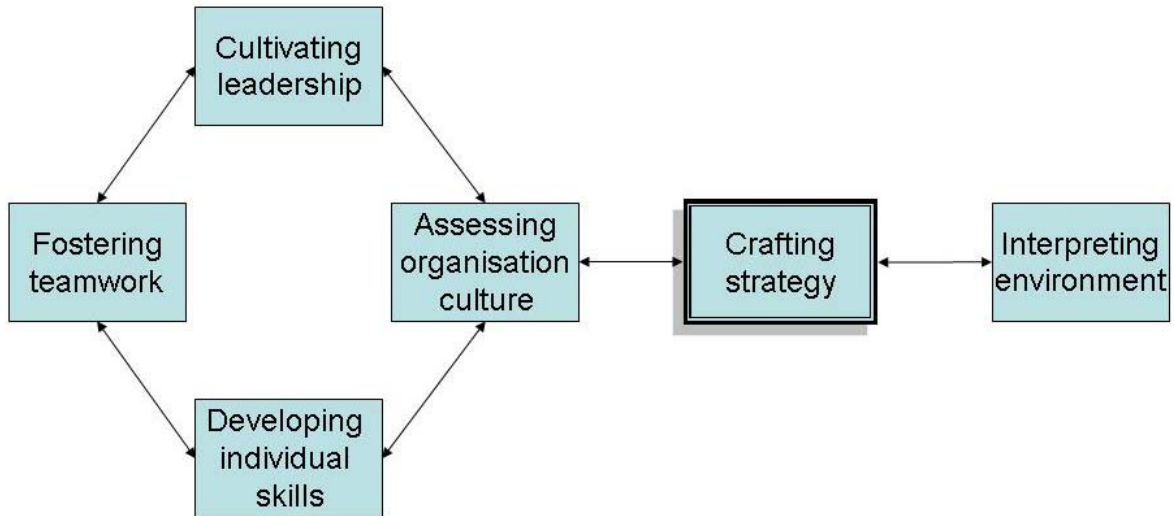 Cultivating
leadership
Fostering
teamwork
Assessing
organisation
culture
Crafting
strategy
Interpreting
environment
Developing
individual
skills